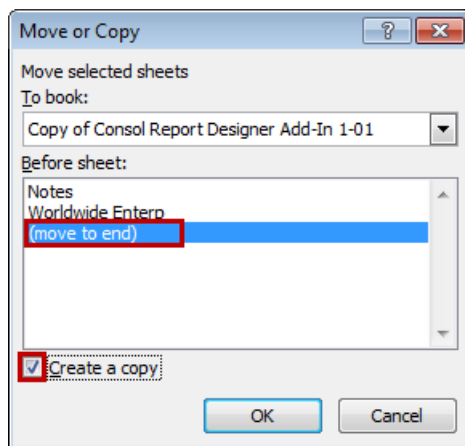 Move or Copy
Move selected sheets
To book:
Copy of Consol Report Designer Add-In 1-01
Before sheet:
Notes
Worldwide Enterp
(move to end)
Create a copy
OK Cancel